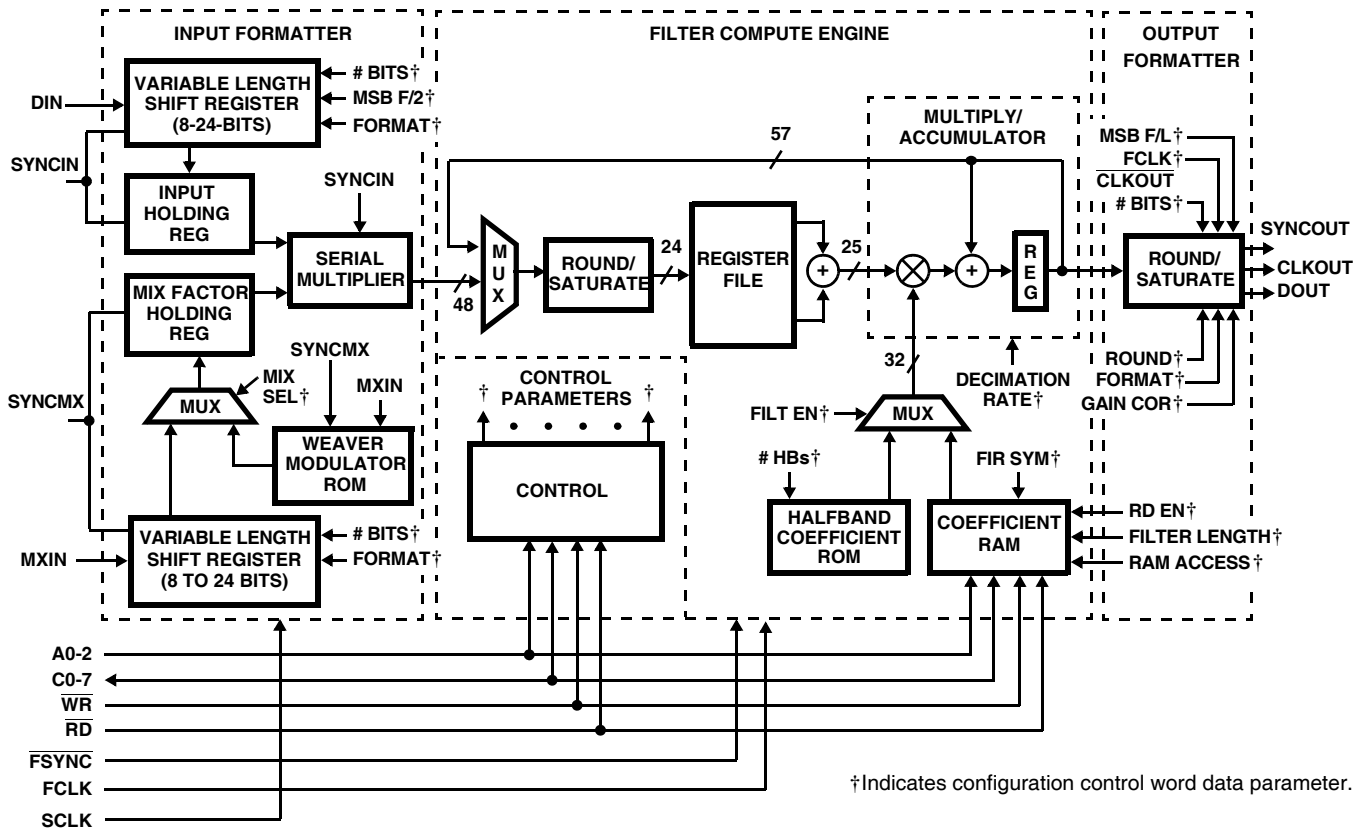 INPUT FORMATTER
VARIABLE LENGTH
SHIFT REGISTER
(8-24-BITS)
# BITS†
MSB F/2†
FORMAT†
DIN
SYNCIN
INPUT
HOLDING
REG
SYNCIN
SERIAL
MULTIPLIER
MIX FACTOR
HOLDING
REG
SYNCMX
MXIN
MIX
SEL†
MUX
SYNCMX
WEAVER
MODULATOR
ROM
VARIABLE LENGTH
SHIFT REGISTER
(8 TO 24 BITS)
# BITS†
FORMAT†
MXIN
FILTER COMPUTE ENGINE
48
MUX
ROUND/
SATURATE
24
REGISTER
FILE
+
25
57
MULTIPLY/
ACCUMULATOR
+
REG
DECIMATION
RATE†
32
FILT EN†
MUX
# HBs†
FIR SYM†
HALFBAND
COEFFICIENT
ROM
COEFFICIENT
RAM
† CONTROL †
PARAMETERS
CONTROL
OUTPUT
FORMATTER
MSB F/L†
FCLK†
CLKOUT
# BITS†
ROUND/
SATURATE
SYNCOUT
CLKOUT
DOUT
ROUND†
FORMAT†
GAIN COR†
RD EN†
FILTER LENGTH†
RAM ACCESS†
A0-2
C0-7
WR
RD
FSYNC
FCLK
SCLK
†Indicates configuration control word data parameter.